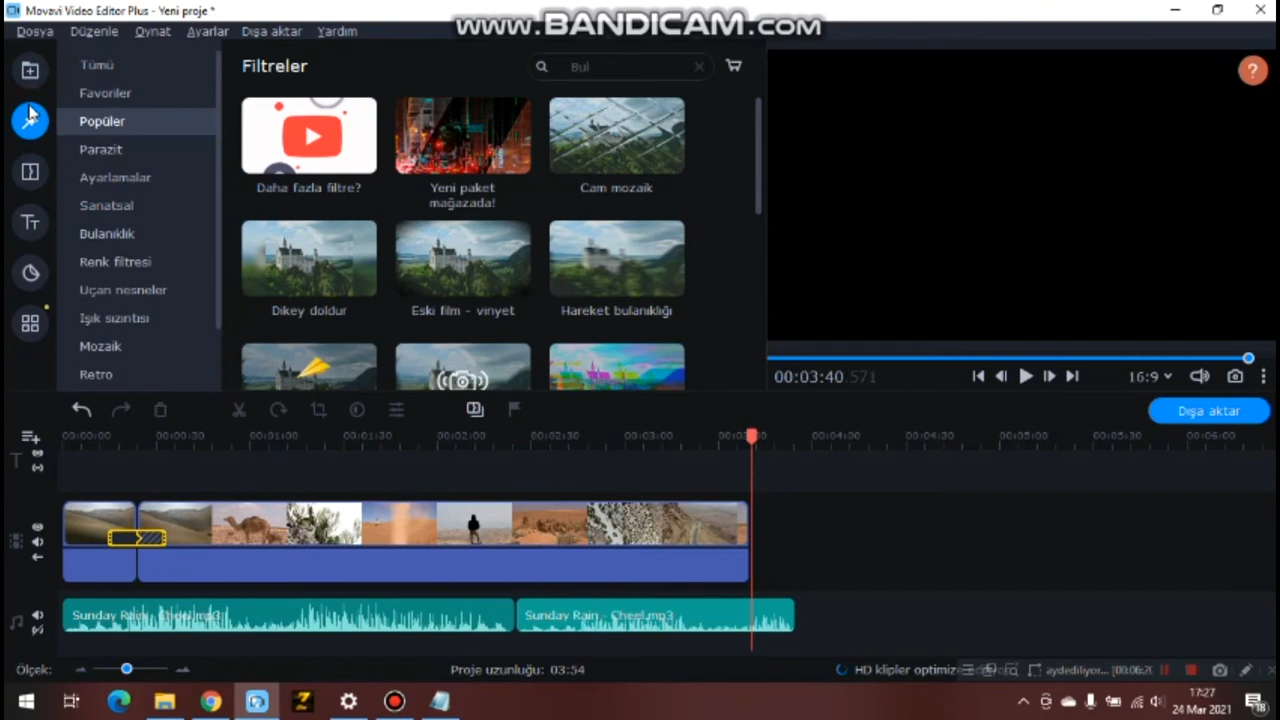 Movavi Video Editor Plus - Yeni proje *
www.BANDICAM.com
Dosya Düzenle Oynat Ayarlar Dışa aktar Yardım
Tümü
Favoriler
Popüler
Parazit
Ayarlamalar
Sanatsal
Bulanıklık
Renk filtresi
Uçan nesneler
Işık sızıntısı
Mozaik
Retro
Filtreler
Bul
Daha fazla filtre?
Yeni paket
mağazada!
Cam mozaik
Dikey doldur
Eski film - vinyet
Hareket bulanıklığı
?
00:03:40.571
16:9
Dışa aktar
00:00:00 00:00:30 00:01:00 00:01:30 00:02:00 00:02:30 00:03:00 00:04:00 00:04:30 00:05:00 00:05:30 00:06:00
Sunday Rain - Cheel.mp3
Sunday Rain - Cheel.mp3
Ölçek:
Proje uzunluğu: 03:54
HD klipler optimize
aydediliyor...
17:27
24 Mar 2021
18